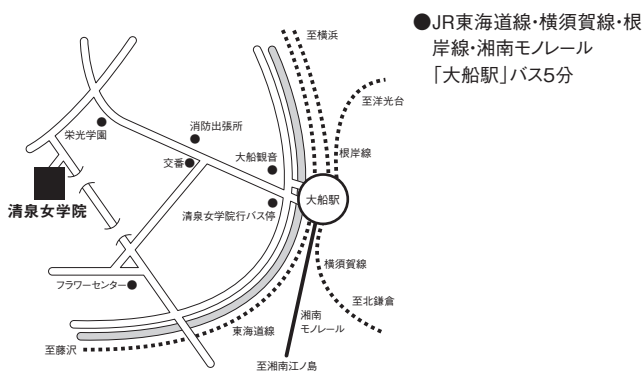 ●JR東海道線・横須賀線・根
岸線・湘南モノレール
「大船駅」バス5分
至横浜
至洋光台
消防出張所
栄光学園
大船観音
根岸線
交番
清泉女学院
大船駅
清泉女学院行バス停
横須賀線
フラワーセンター
至北鎌倉
湘南
モノレール
東海道線
至藤沢
至湘南江ノ島